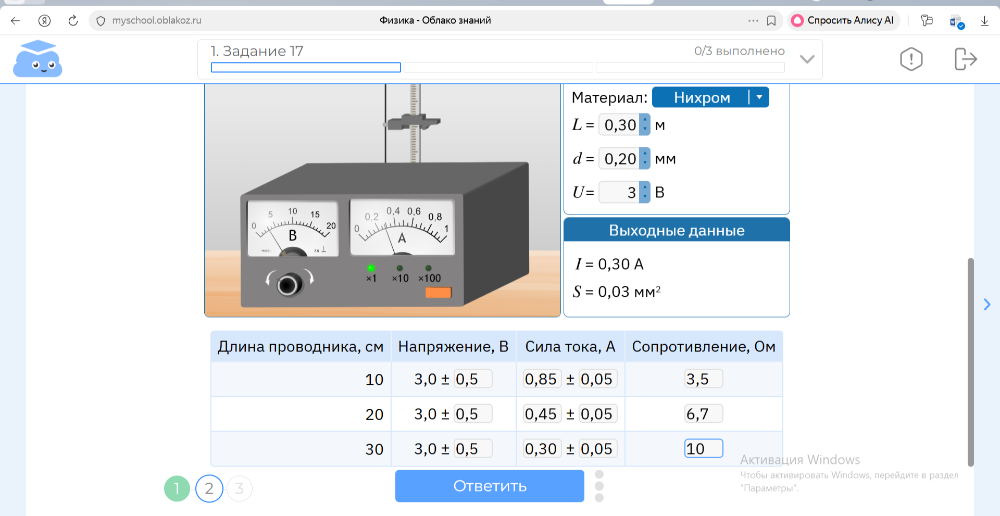 myschool.oblakoz.ru
Физика - Облако знаний
Спросить Алису AI
1. Задание 17
0/3 выполнено
Материал: Нихром
L = 0,30 м
d = 0,20 мм
U= 3 В
0 5 10 15 20
В
MODEL 2.5
0 0,2 0,4 0,6 0,8 1
А
×1 ×10 ×100
Выходные данные
I = 0,30 А
S = 0,03 мм²
Длина проводника, см Напряжение, В Сила тока, А Сопротивление, Ом
10 3,0 ± 0,5 0,85 ± 0,05 3,5
20 3,0 ± 0,5 0,45 ± 0,05 6,7
30 3,0 ± 0,5 0,30 ± 0,05 10
1 2 3
Ответить
Активация Windows
Чтобы активировать Windows, перейдите в раздел
"Параметры".